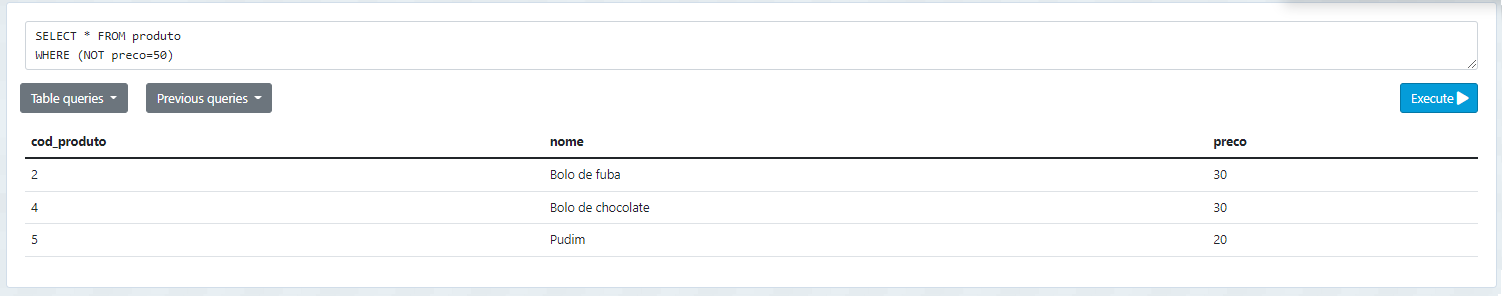 SELECT * FROM produto
WHERE (NOT preco=50)
Table queries Previous queries Execute
cod_produto nome preco
2 Bolo de fuba 30
4 Bolo de chocolate 30
5 Pudim 20